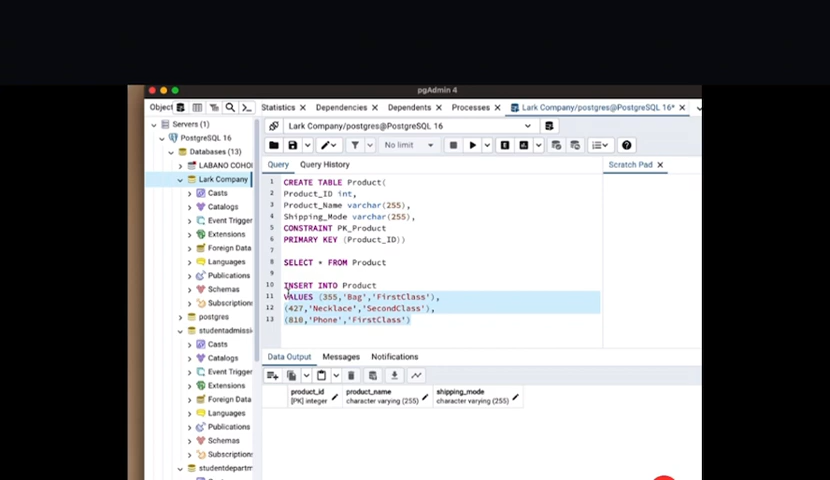 pgAdmin 4
Object
Statistics
Dependencies
Dependents
Processes
Lark Company/postgres@PostgreSQL 16*
Servers (1)
PostgreSQL 16
Databases (13)
LABANO COHO
Lark Company
Casts
Catalogs
Event Trigger
Extensions
Foreign Data
Languages
Publications
Schemas
Subscriptions
postgres
studentadmiss
Casts
Catalogs
Event Trigger
Extensions
Foreign Data
Languages
Publications
Schemas
Subscriptions
studentdepartm
Lark Company/postgres@PostgreSQL 16
No limit
Query
Query History
Scratch Pad
1 CREATE TABLE Product(
2 Product_ID int,
3 Product_Name varchar(255),
4 Shipping_Mode varchar(255),
5 CONSTRAINT PK_Product
6 PRIMARY KEY (Product_ID))
7
8 SELECT * FROM Product
9
10 INSERT INTO Product
11 VALUES (355,'Bag','FirstClass'),
12 (427,'Necklace','SecondClass'),
13 (810,'Phone','FirstClass')
Data Output
Messages
Notifications
product_id
[PK] integer
product_name
character varying (255)
shipping_mode
character varying (255)